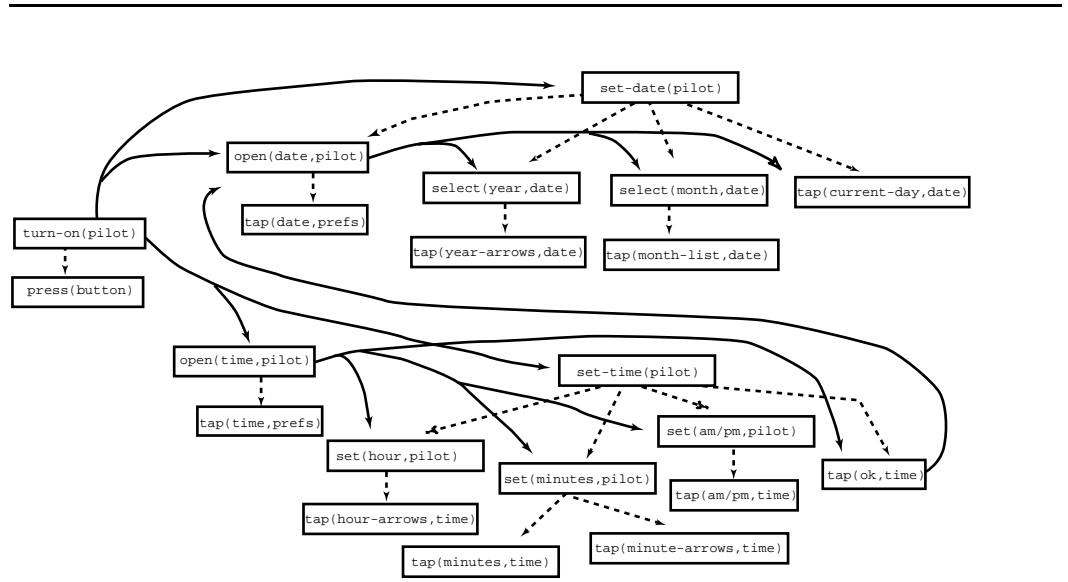 set-date(pilot)
open(date,pilot)
select(year,date)
select(month,date)
tap(current-day,date)
tap(date,prefs)
turn-on(pilot)
tap(year-arrows,date)
tap(month-list,date)
press(button)
open(time,pilot)
set-time(pilot)
tap(time,prefs)
set(am/pm,pilot)
set(hour,pilot)
set(minutes,pilot)
tap(ok,time)
tap(am/pm,time)
tap(hour-arrows,time)
tap(minute-arrows,time)
tap(minutes,time)